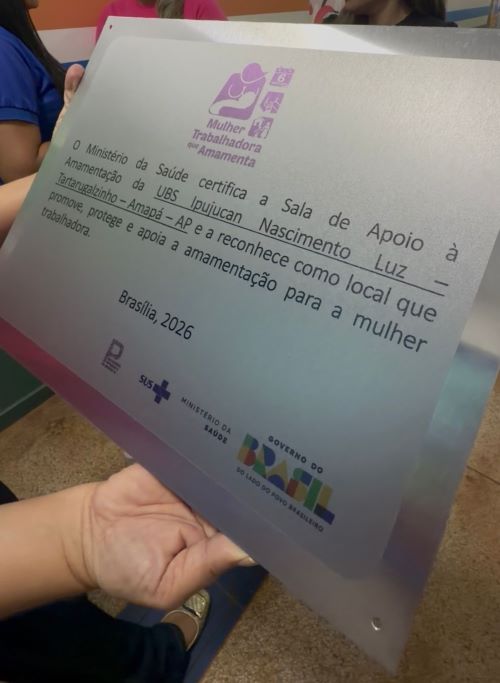 6
Mulher
Trabalhadora
que Amamenta
O Ministério da Saúde certifica a Sala de Apoio à
Amamentação da UBS Ipujucan Nascimento Luz –
Tartarugalzinho – Amapá – AP e a reconhece como local que
promove, protege e apoia a amamentação para a mulher
trabalhadora.
Brasília, 2026
SUS
MINISTÉRIO DA
SAÚDE
GOVERNO DO
BRASIL
DO LADO DO POVO BRASILEIRO